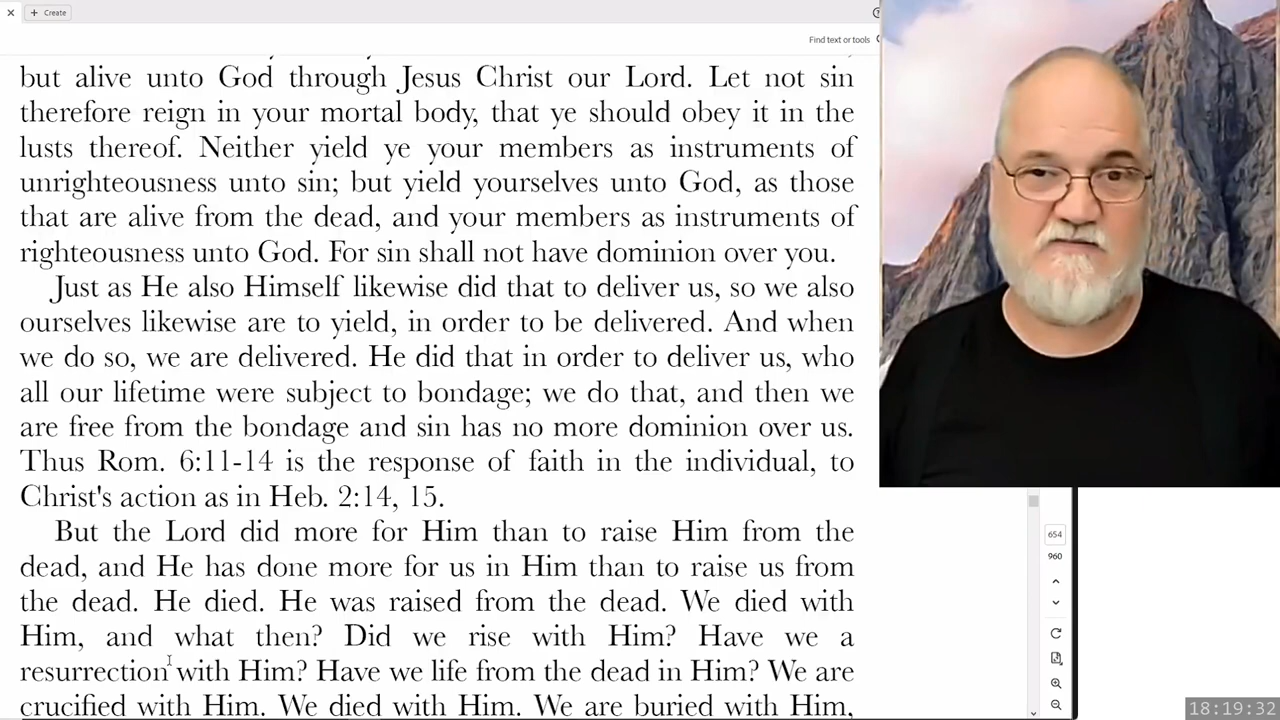 Create
Find text or tools
but alive unto God through Jesus Christ our Lord. Let not sin
therefore reign in your mortal body, that ye should obey it in the
lusts thereof. Neither yield ye your members as instruments of
unrighteousness unto sin; but yield yourselves unto God, as those
that are alive from the dead, and your members as instruments of
righteousness unto God. For sin shall not have dominion over you.
Just as He also Himself likewise did that to deliver us, so we also
ourselves likewise are to yield, in order to be delivered. And when
we do so, we are delivered. He did that in order to deliver us, who
all our lifetime were subject to bondage; we do that, and then we
are free from the bondage and sin has no more dominion over us.
Thus Rom. 6:11-14 is the response of faith in the individual, to
Christ's action as in Heb. 2:14, 15.
But the Lord did more for Him than to raise Him from the
dead, and He has done more for us in Him than to raise us from
the dead. He died. He was raised from the dead. We died with
Him, and what then? Did we rise with Him? Have we a
resurrection with Him? Have we life from the dead in Him? We are
crucified with Him. We died with Him. We are buried with Him,
654
960
18:19:32